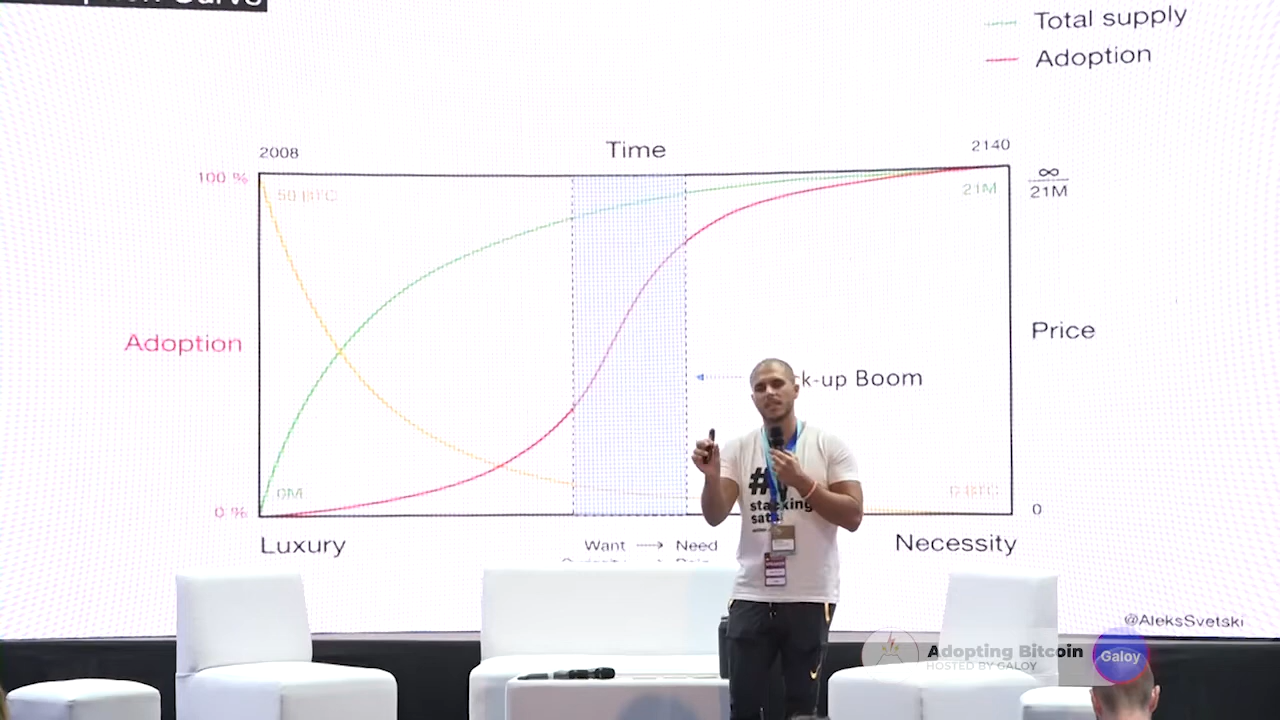 Total supply
Adoption
2008
Time
2140
100 %
50 BTC
21M
∞
21M
Adoption
Price
k-up Boom
#
stacking
sats
0M
0 BTC
0 %
0
Luxury
Want → Need
Necessity
@AleksSvetski
Adopting Bitcoin
HOSTED BY GALOY
Galoy